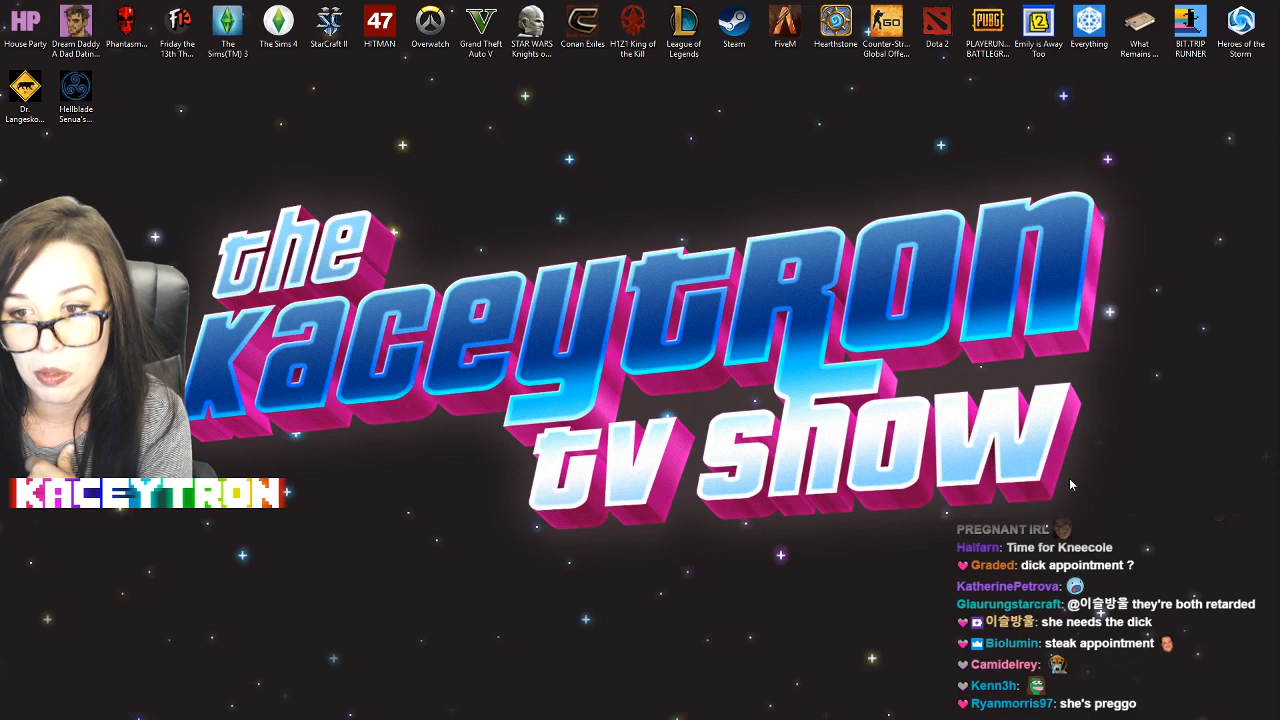 House Party
Dream Daddy A Dad Datin...
Phantasm...
Friday the 13th Th...
The Sims(TM) 3
The Sims 4
StarCraft II
HITMAN
Overwatch
Grand Theft Auto V
STAR WARS Knights o...
Conan Exiles
H1Z1 King of the Kill
League of Legends
Steam
FiveM
Hearthstone
Counter-Str... Global Offe...
Dota 2
PLAYERUN... BATTLEGR...
Emily is Away Too
Everything
What Remains ...
BIT.TRIP RUNNER
Heroes of the Storm
Dr. Langesko...
Hellblade Senua's...
the
kaceytron
tv show
KACEYTRON
PREGNANT IRL
Halfarn: Time for Kneecole
Graded: dick appointment ?
KatherinePetrova:
Glaurungstarcraft: @이슬방울 they're both retarded
이슬방울: she needs the dick
Biolumin: steak appointment
Camidelrey:
Kenn3h:
Ryanmorris97: she's preggo